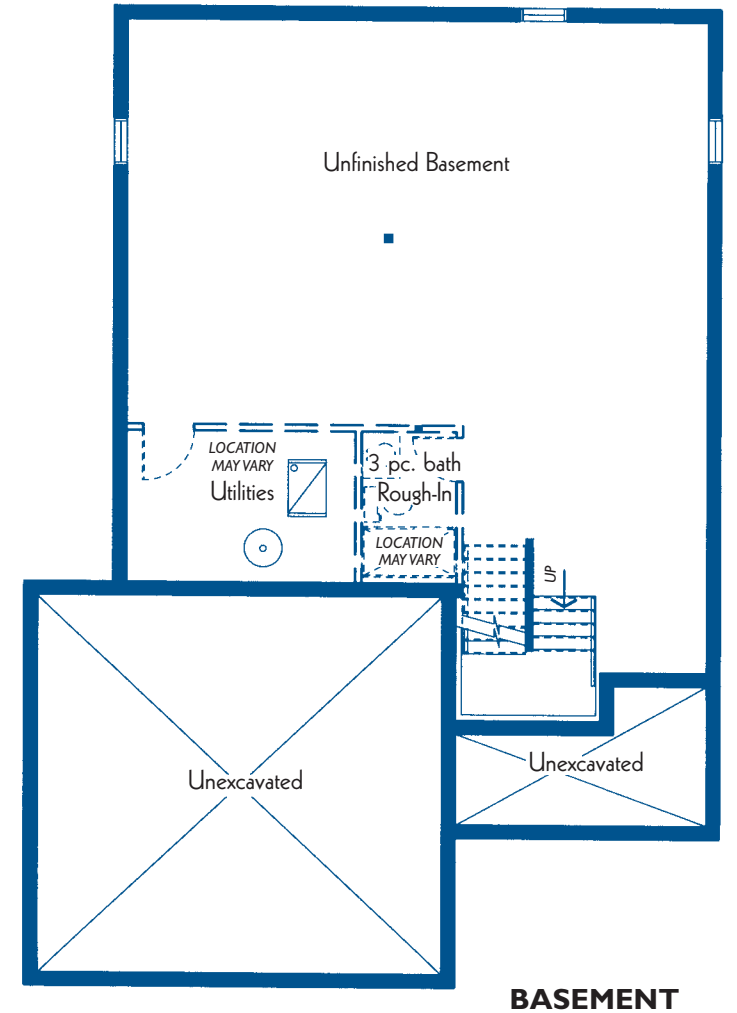 Unfinished Basement
LOCATION
MAY VARY
Utilities
3 pc. bath
Rough-In
LOCATION
MAY VARY
UP
Unexcavated
Unexcavated
BASEMENT